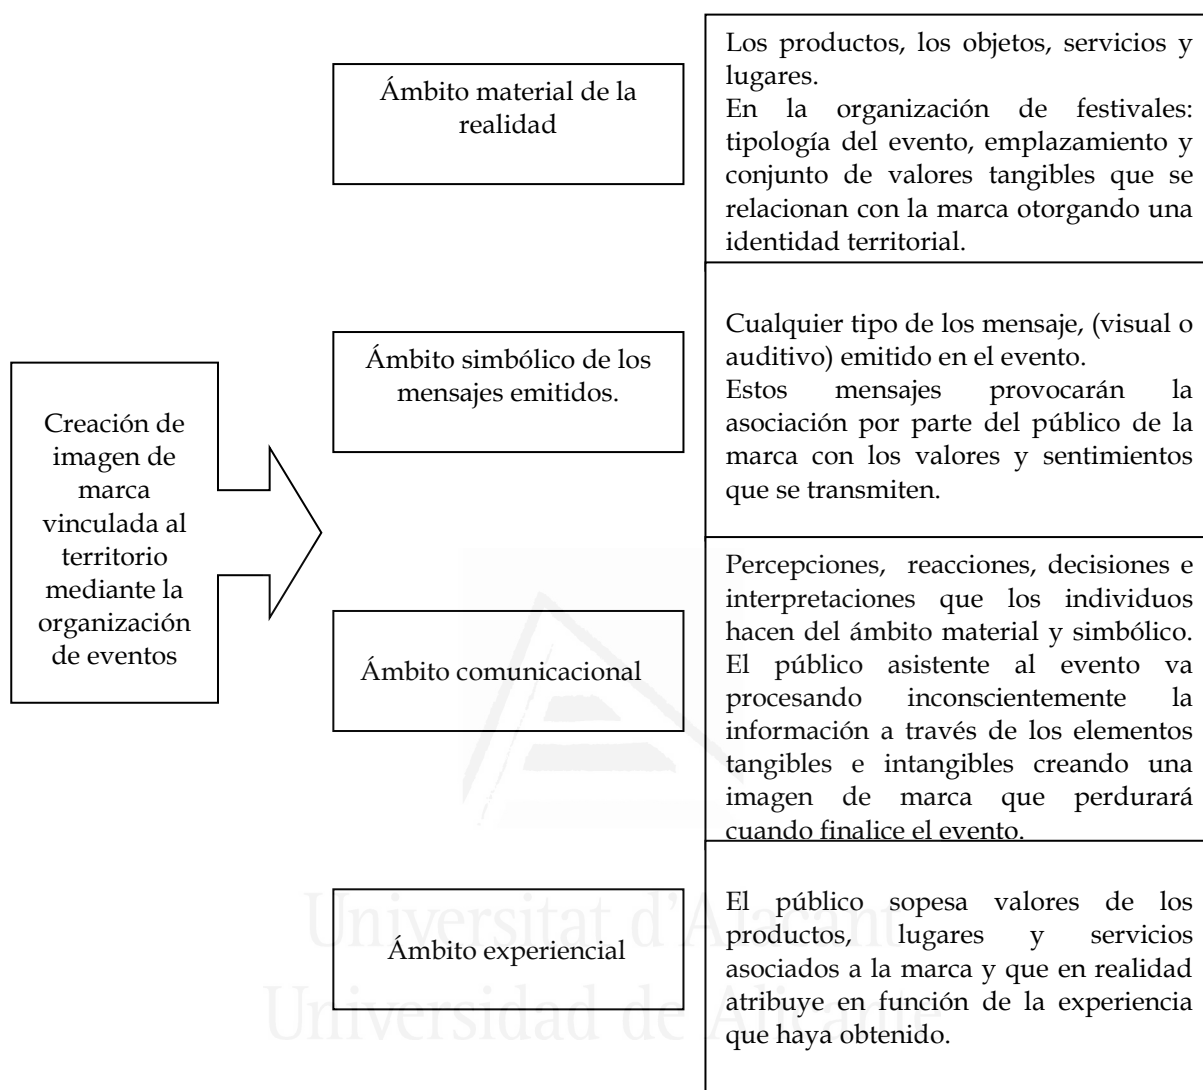 Creación de
imagen de
marca
vinculada al
territorio
mediante la
organización
de eventos
Ámbito material de la
realidad
Los productos, los objetos, servicios y
lugares.
En la organización de festivales:
tipología del evento, emplazamiento y
conjunto de valores tangibles que se
relacionan con la marca otorgando una
identidad territorial.
Ámbito simbólico de los
mensajes emitidos.
Cualquier tipo de los mensaje, (visual o
auditivo) emitido en el evento.
Estos mensajes provocarán la
asociación por parte del público de la
marca con los valores y sentimientos
que se transmiten.
Ámbito comunicacional
Percepciones, reacciones, decisiones e
interpretaciones que los individuos
hacen del ámbito material y simbólico.
El público asistente al evento va
procesando inconscientemente la
información a través de los elementos
tangibles e intangibles creando una
imagen de marca que perdurará
cuando finalice el evento.
Ámbito experiencial
El público sopesa valores de los
productos, lugares y servicios
asociados a la marca y que en realidad
atribuye en función de la experiencia
que haya obtenido.
Universitat d'Alacant
Universidad de Alicante